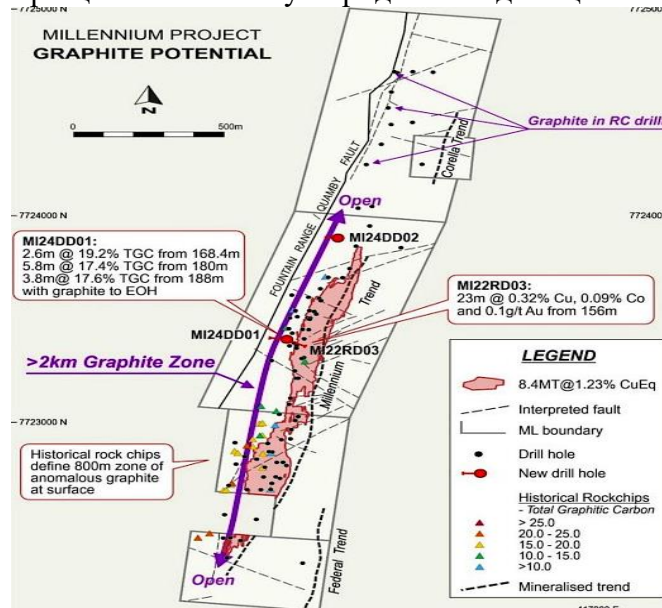 7725000 N
7725000
MILLENNIUM PROJECT
GRAPHITE POTENTIAL
N
0
500m
Graphite in RC drill
Corella Trend
FOUNTAIN RANGE / QUAMBY FAULT
Open
7724000 N
7724000
MI24DD01:
2.6m @ 19.2% TGC from 168.4m
5.8m @ 17.4% TGC from 180m
3.8m@ 17.6% TGC from 188m
with graphite to EOH
MI24DD02
MI22RD03:
23m @ 0.32% Cu, 0.09% Co
and 0.1g/t Au from 156m
MI24DD01
MI22RD03
>2km Graphite Zone
Millennium Trend
7723000 N
Historical rock chips
define 800m zone of
anomalous graphite
at surface
Open
Federal Trend
LEGEND
8.4MT@1.23% CuEq
Interpreted fault
ML boundary
Drill hole
New drill hole
Historical Rockchips
- Total Graphitic Carbon
> 25.0
20.0 - 25.0
15.0 - 20.0
10.0 - 15.0
>10.0
Mineralised trend